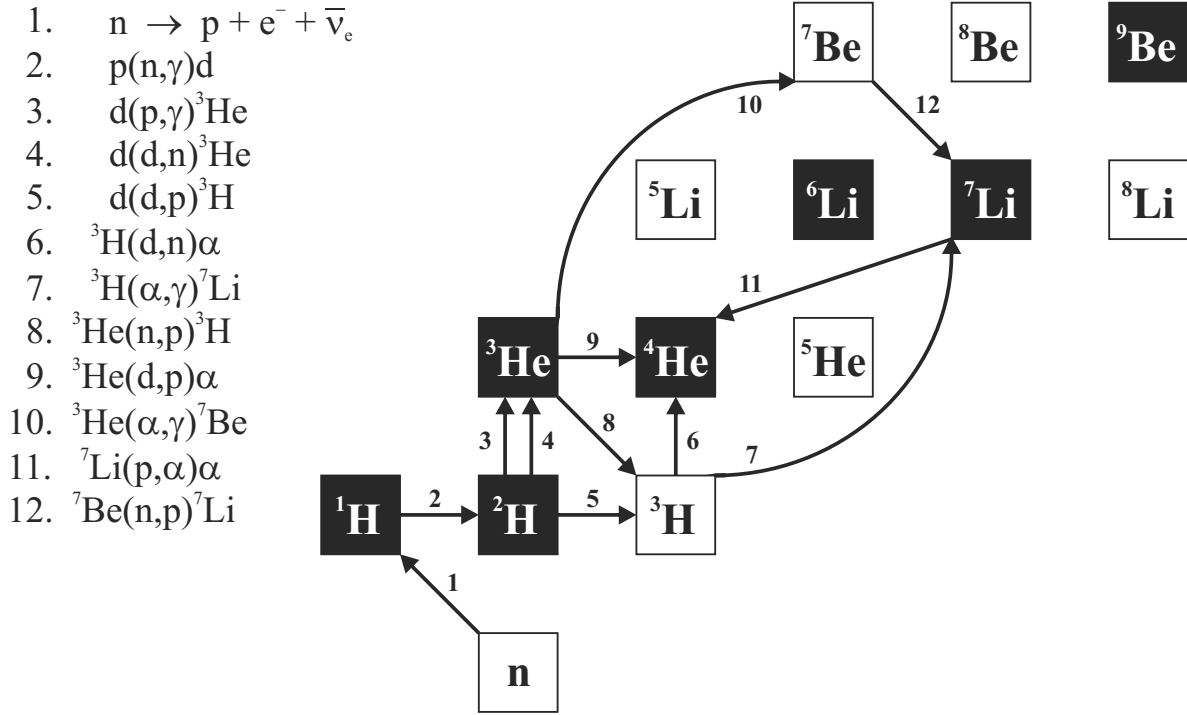 1. n → p + e⁻ + ν̅ₑ
2. p(n,γ)d
3. d(p,γ)³He
4. d(d,n)³He
5. d(d,p)³H
6. ³H(d,n)α
7. ³H(α,γ)⁷Li
8. ³He(n,p)³H
9. ³He(d,p)α
10. ³He(α,γ)⁷Be
11. ⁷Li(p,α)α
12. ⁷Be(n,p)⁷Li
⁷Be ⁸Be ⁹Be
10 12
⁵Li ⁶Li ⁷Li ⁸Li
11
³He 9 ⁴He ⁵He
3 4 8 6 7
¹H 2 ²H 5 ³H
1
n